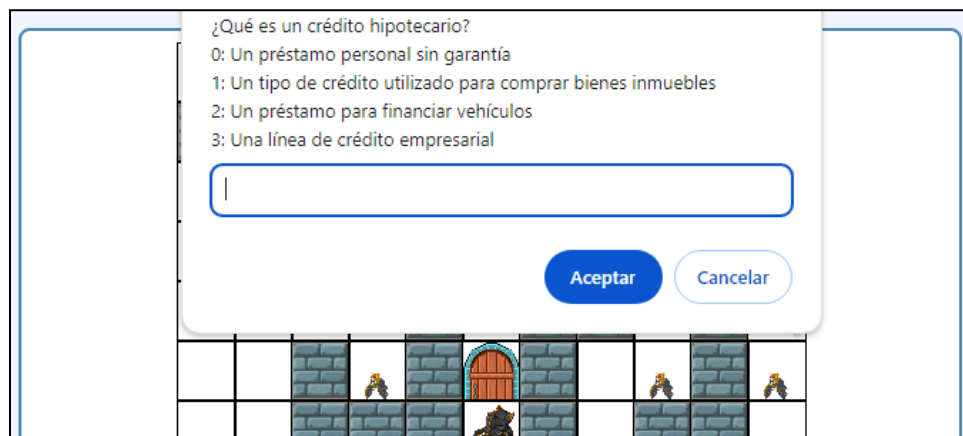 ¿Qué es un crédito hipotecario?
0: Un préstamo personal sin garantía
1: Un tipo de crédito utilizado para comprar bienes inmuebles
2: Un préstamo para financiar vehículos
3: Una línea de crédito empresarial
Aceptar
Cancelar